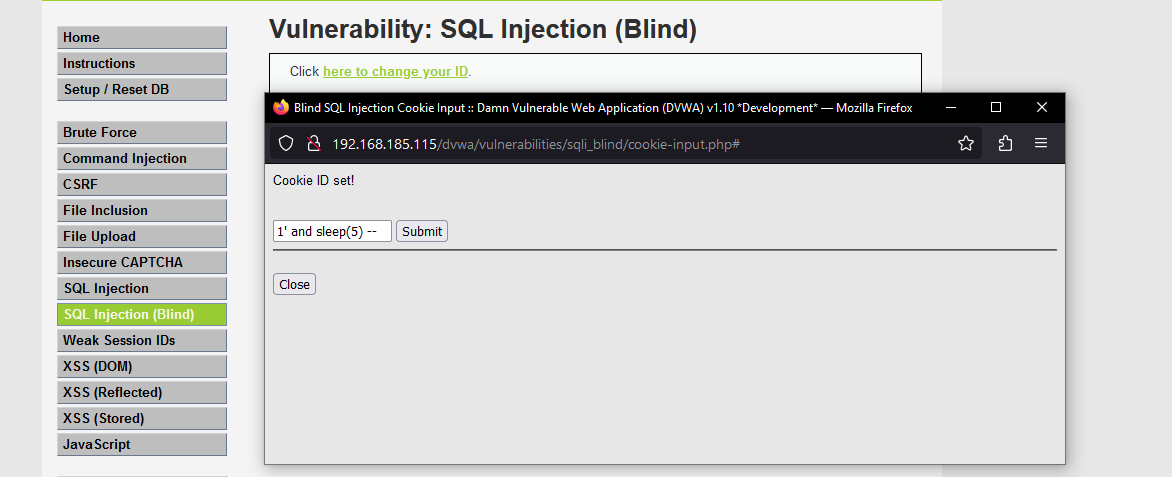 Vulnerability: SQL Injection (Blind)
Home
Instructions
Setup / Reset DB
Brute Force
Command Injection
CSRF
File Inclusion
File Upload
Insecure CAPTCHA
SQL Injection
SQL Injection (Blind)
Weak Session IDs
XSS (DOM)
XSS (Reflected)
XSS (Stored)
JavaScript
Click here to change your ID.
Blind SQL Injection Cookie Input :: Damn Vulnerable Web Application (DVWA) v1.10 *Development* — Mozilla Firefox
192.168.185.115/dvwa/vulnerabilities/sqli_blind/cookie-input.php#
Cookie ID set!
1' and sleep(5) -- Submit
Close